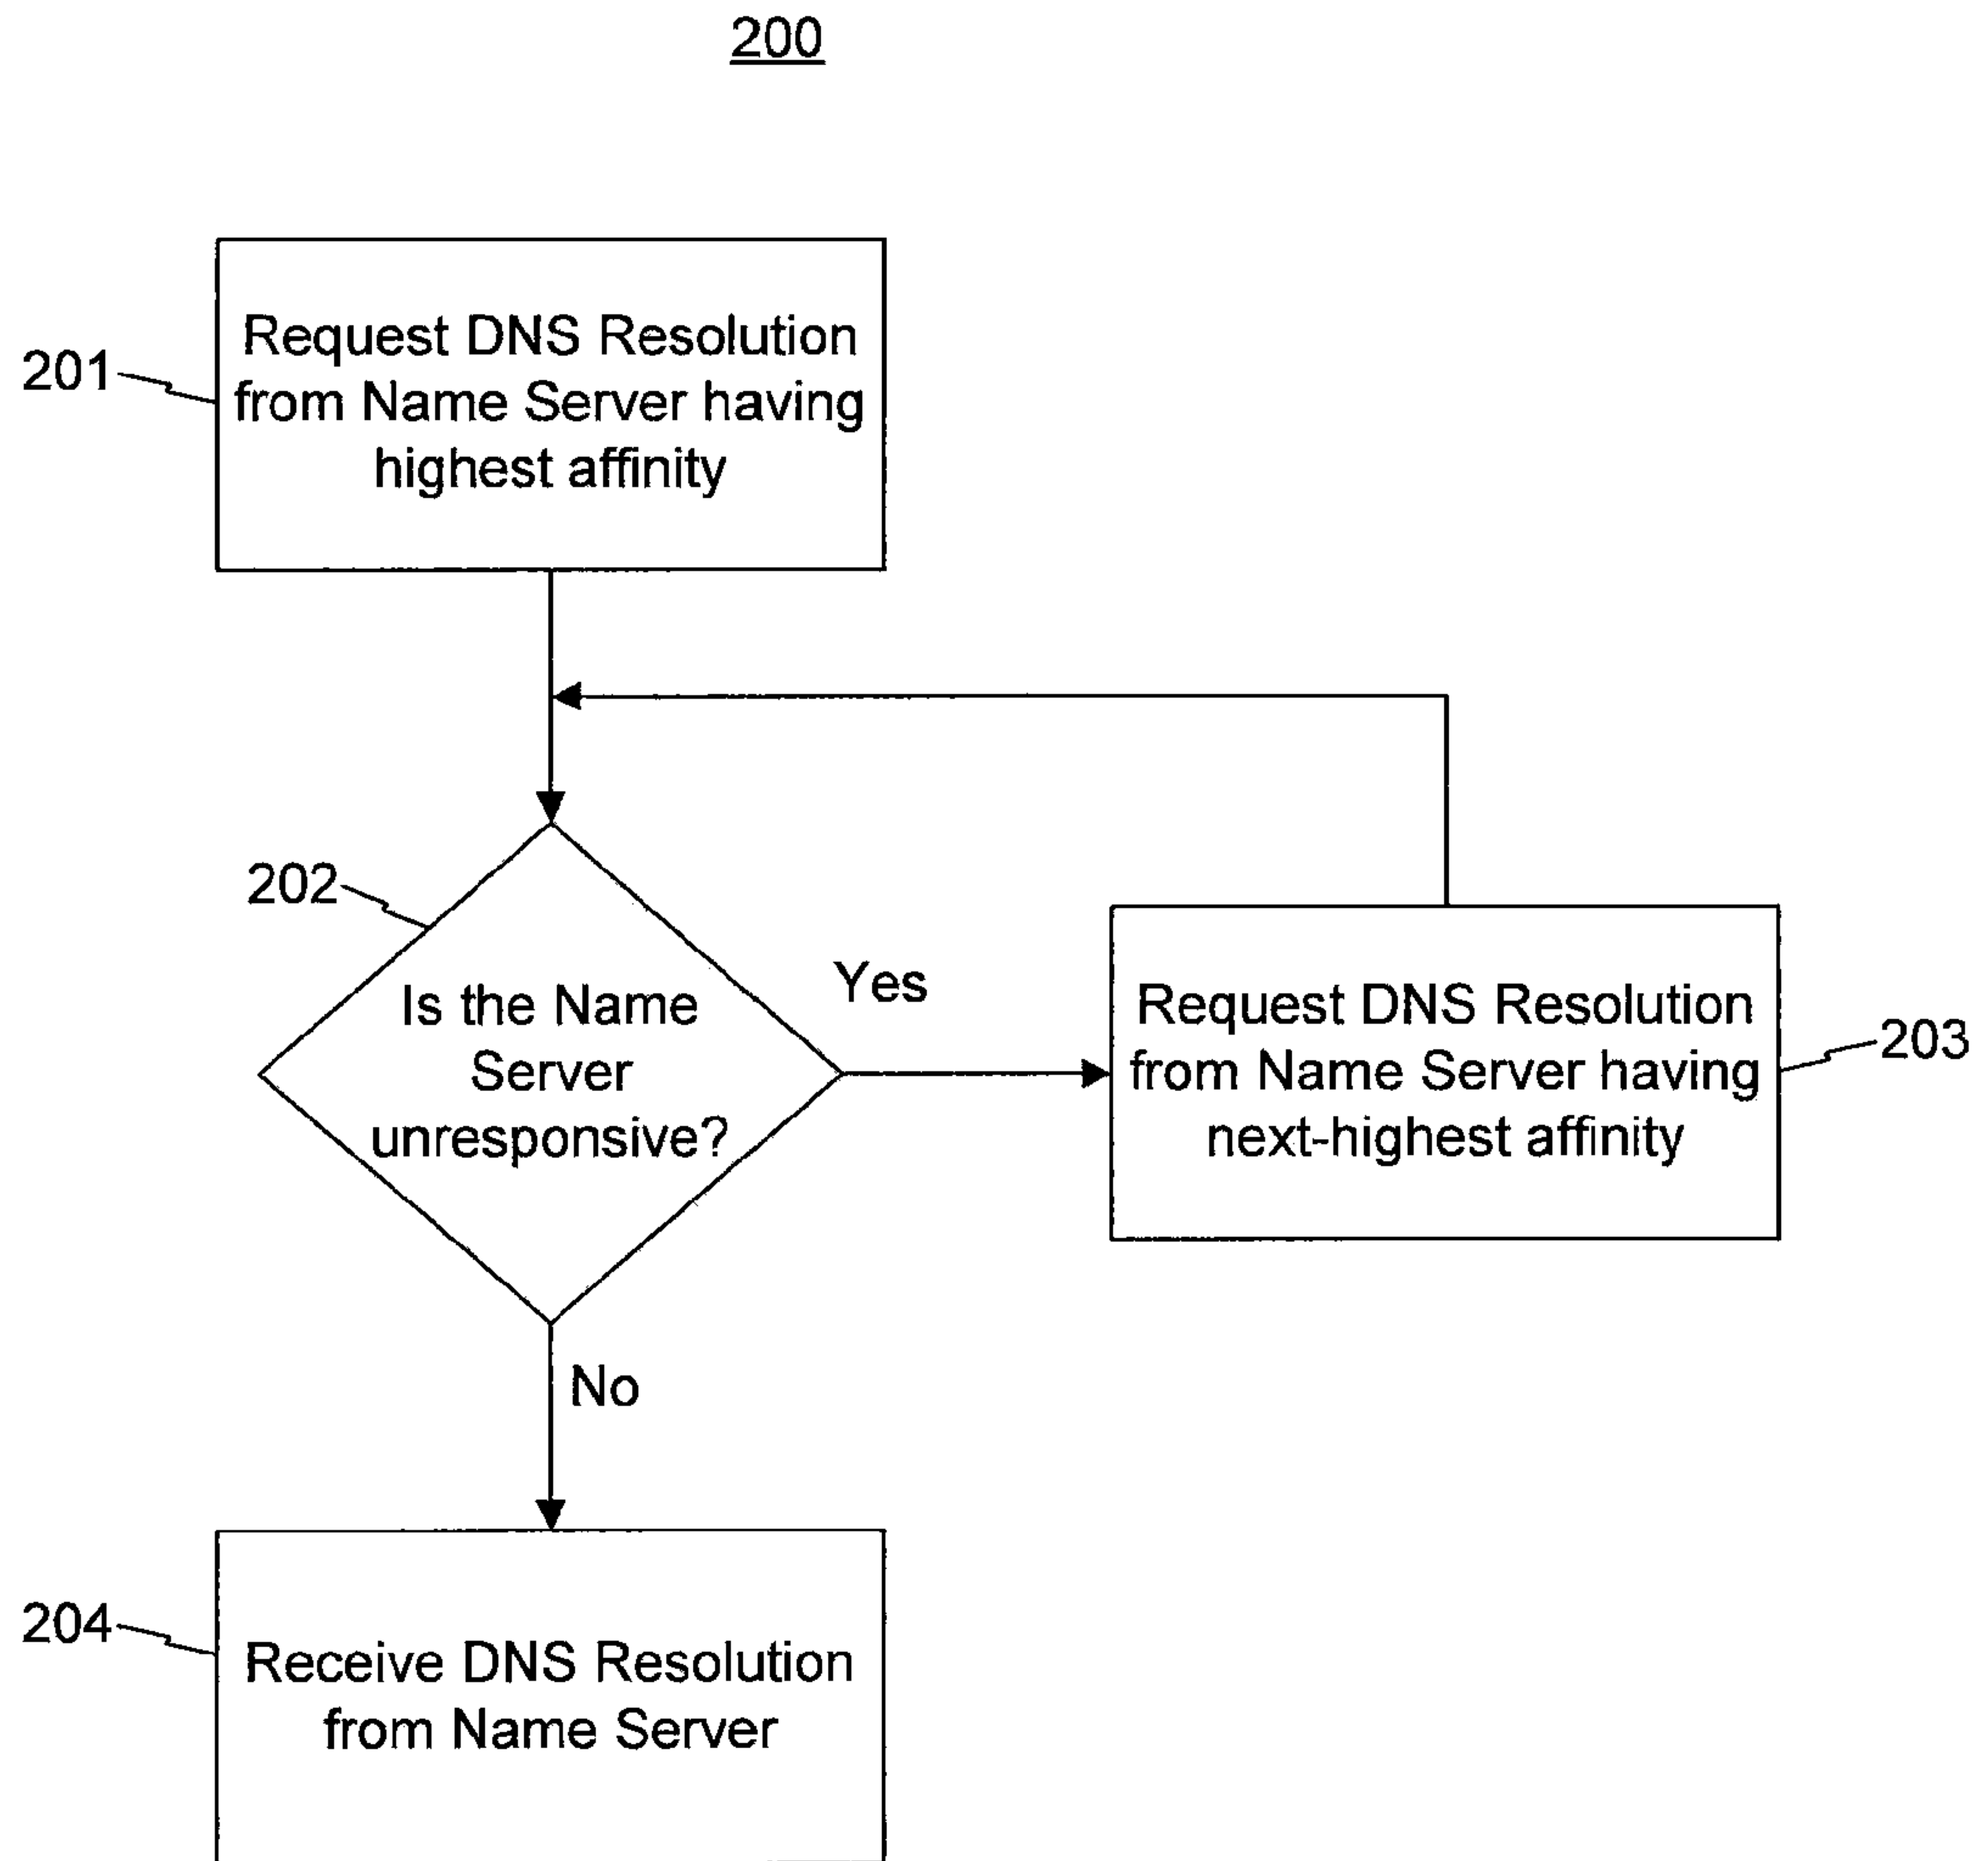 200
201
Request DNS Resolution
from Name Server having
highest affinity
202
Is the Name
Server
unresponsive?
Yes
Request DNS Resolution
from Name Server having
next-highest affinity
203
No
204
Receive DNS Resolution
from Name Server